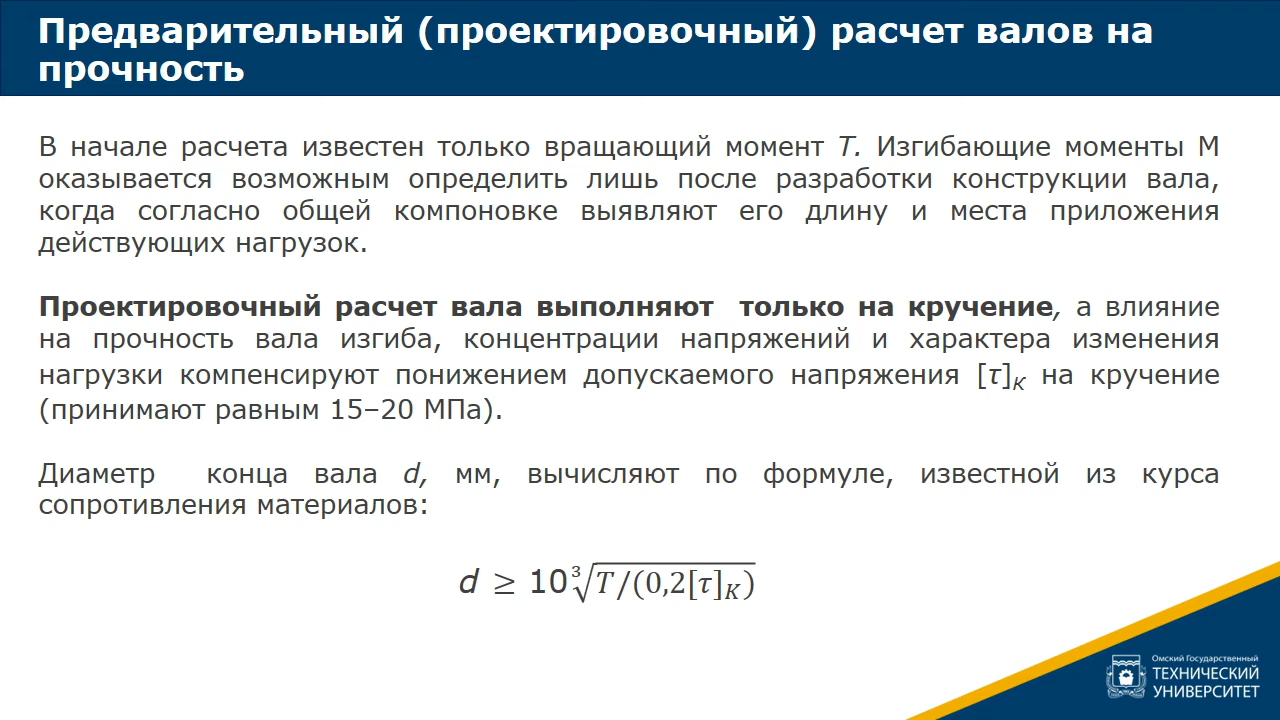 Предварительный (проектировочный) расчет валов на
прочность
В начале расчета известен только вращающий момент T. Изгибающие моменты М
оказывается возможным определить лишь после разработки конструкции вала,
когда согласно общей компоновке выявляют его длину и места приложения
действующих нагрузок.
Проектировочный расчет вала выполняют только на кручение, а влияние
на прочность вала изгиба, концентрации напряжений и характера изменения
нагрузки компенсируют понижением допускаемого напряжения [τ]К на кручение
(принимают равным 15–20 МПа).
Диаметр конца вала d, мм, вычисляют по формуле, известной из курса
сопротивления материалов:
d ≥ 10∛T/(0,2[τ]К)
Омский Государственный
ТЕХНИЧЕСКИЙ
УНИВЕРСИТЕТ